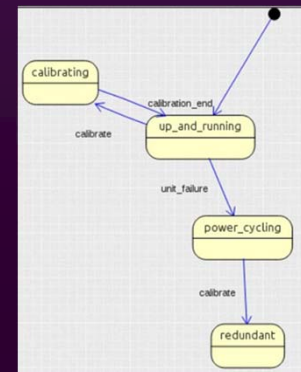 calibrating
calibration_end
up_and_running
calibrate
unit_failure
power_cycling
calibrate
redundant